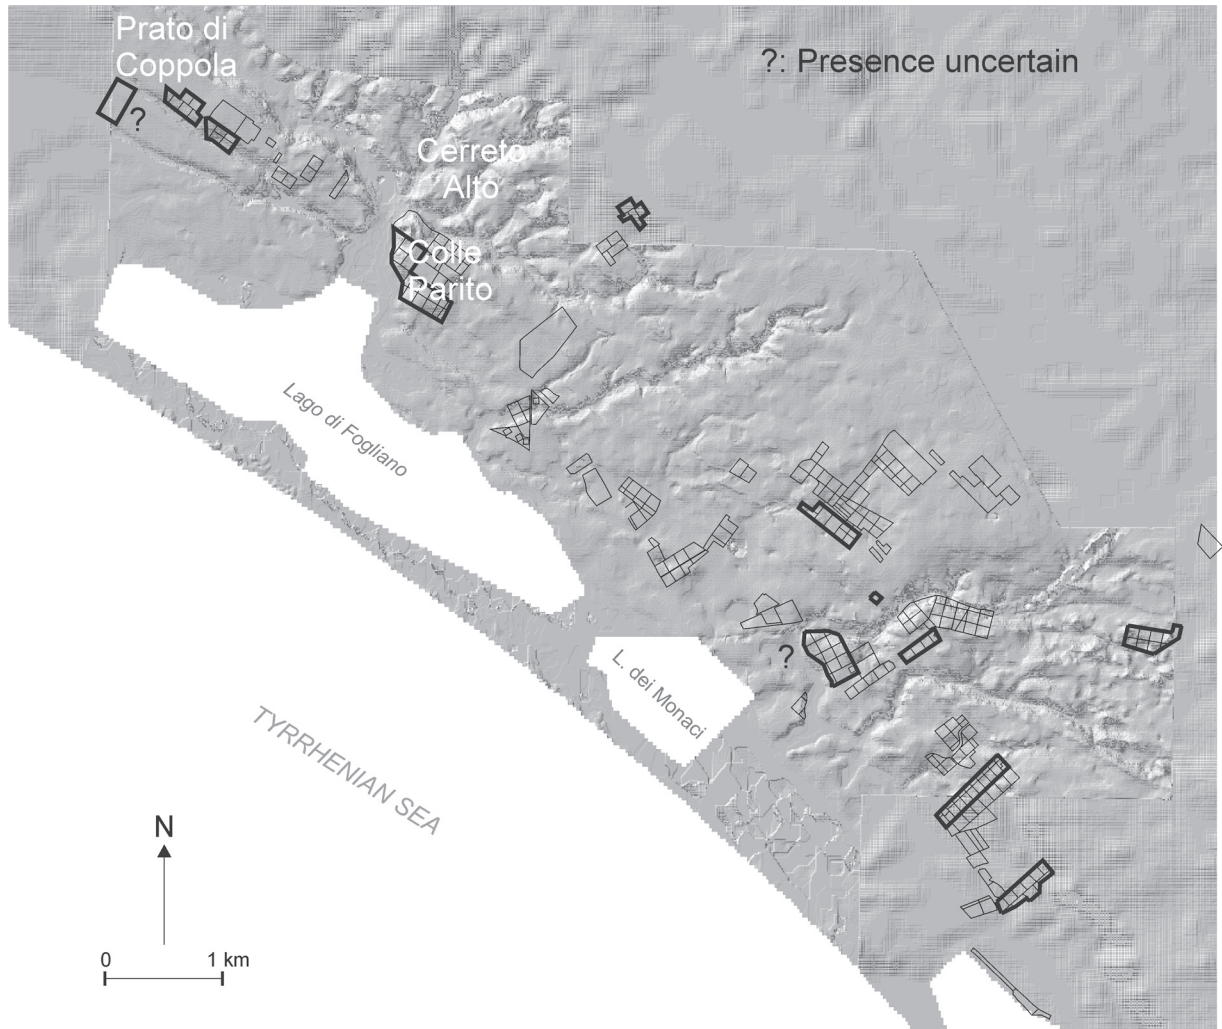 Prato di
Coppola
?: Presence uncertain
?
Cerreto
Alto
Colle
Parito
Lago di Fogliano
?
L. dei Monaci
TYRRHENIAN SEA
N
0 1 km